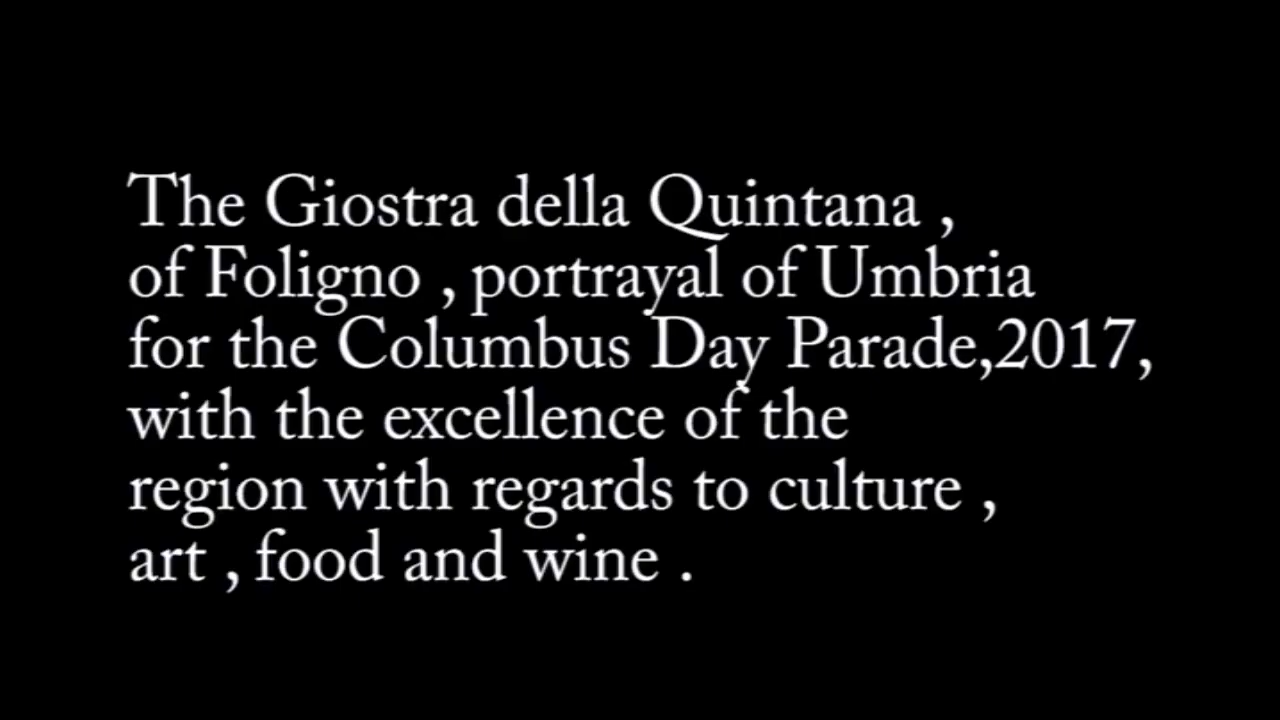 The Giostra della Quintana ,
of Foligno , portrayal of Umbria
for the Columbus Day Parade,2017,
with the excellence of the
region with regards to culture ,
art , food and wine .